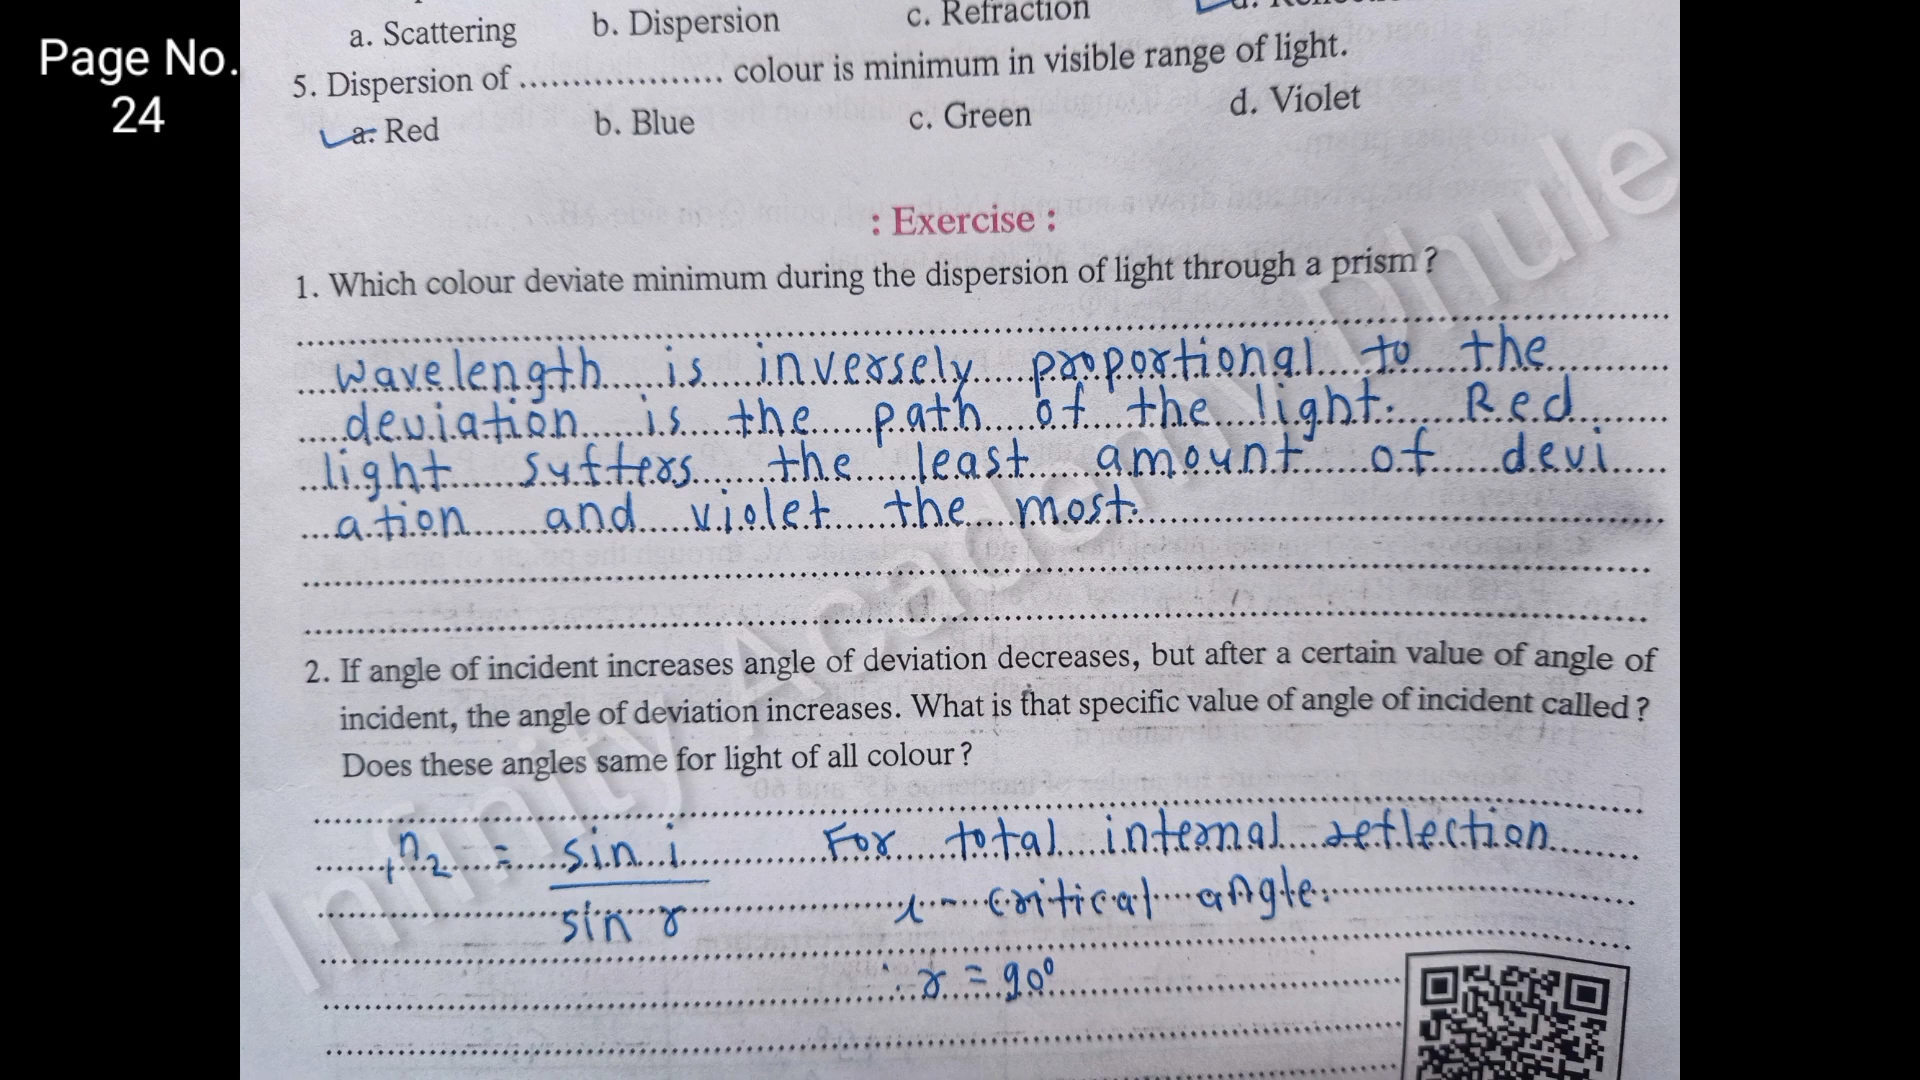 Page No.
24
a. Scattering b. Dispersion c. Refraction
5. Dispersion of .................. colour is minimum in visible range of light.
a. Red b. Blue c. Green d. Violet
: Exercise :
1. Which colour deviate minimum during the dispersion of light through a prism?
wavelength is inversely proportional to the
deviation is the path of the light. Red
light suffers the least amount of devi
ation and violet the most.
2. If angle of incident increases angle of deviation decreases, but after a certain value of angle of
incident, the angle of deviation increases. What is that specific value of angle of incident called?
Does these angles same for light of all colour?
₁n₂ = sin i / sin r For total internal reflection
i - critical angle.
∴ r = 90°
Infinity Academy Dhule